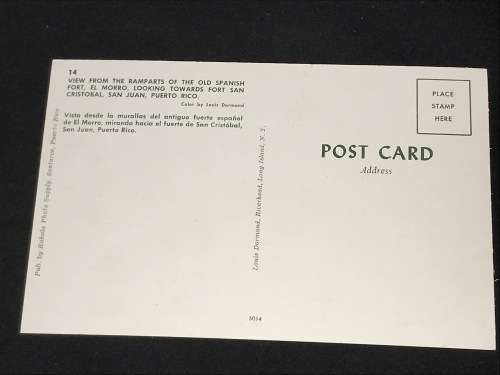 14
VIEW FROM THE RAMPARTS OF THE OLD SPANISH
FORT, EL MORRO, LOOKING TOWARDS FORT SAN
CRISTOBAL, SAN JUAN, PUERTO RICO.
Color by Louis Dormand
Vista desde la murallas del antiguo fuerte español
de El Morro, mirando hacia el fuerte de San Cristóbal,
San Juan, Puerto Rico.
Pub. by Rahola Photo Supply, Santurce, Puerto Rico
Louis Dormand, Riverhead, Long Island, N. Y.
5014
PLACE
STAMP
HERE
POST CARD
Address